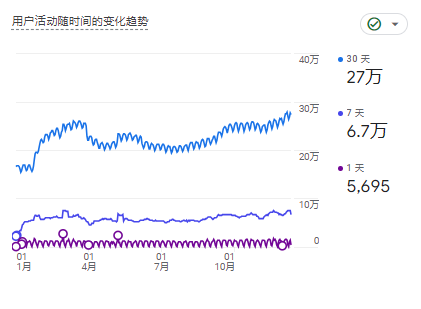 用户活动随时间的变化趋势
40万
30万
20万
10万
0
01
1月
01
4月
01
7月
01
10月
30 天
27万
7 天
6.7万
1 天
5,695